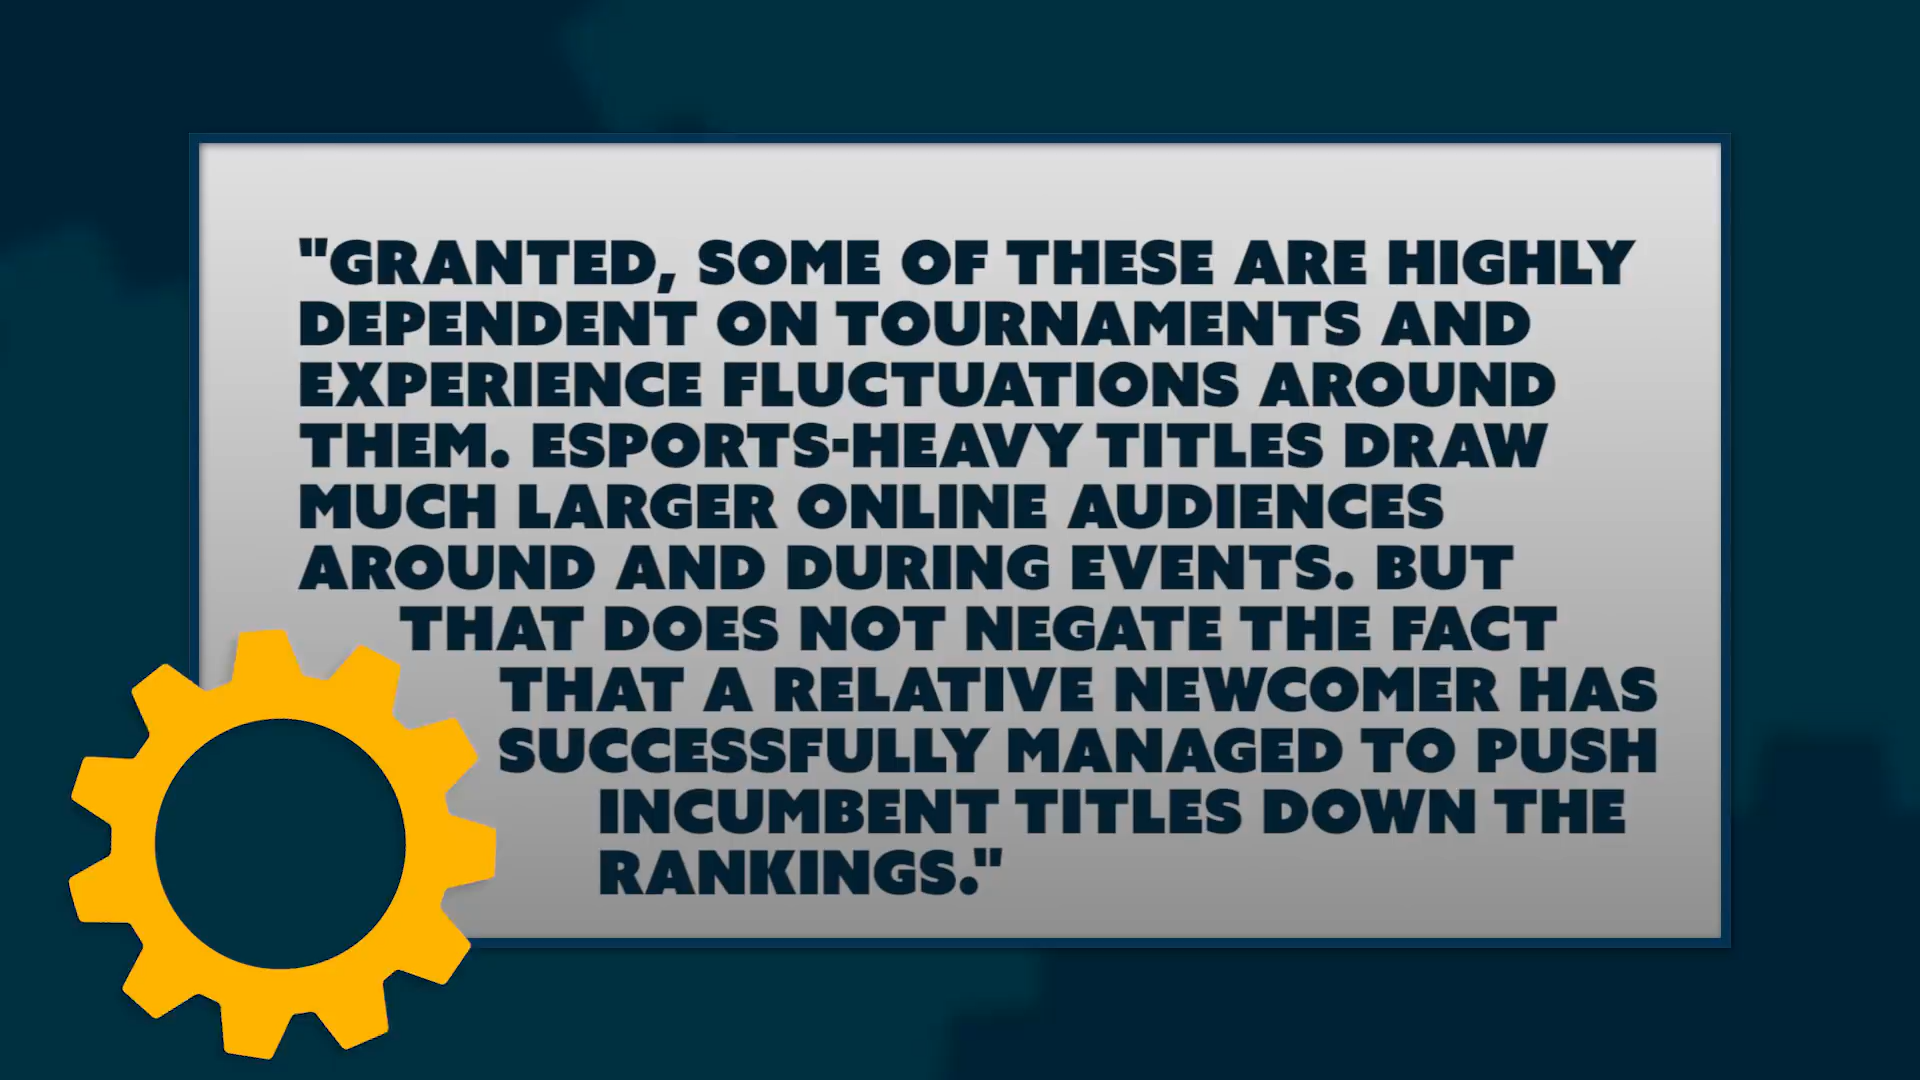 "GRANTED, SOME OF THESE ARE HIGHLY
DEPENDENT ON TOURNAMENTS AND
EXPERIENCE FLUCTUATIONS AROUND
THEM. ESPORTS-HEAVY TITLES DRAW
MUCH LARGER ONLINE AUDIENCES
AROUND AND DURING EVENTS. BUT
THAT DOES NOT NEGATE THE FACT
THAT A RELATIVE NEWCOMER HAS
SUCCESSFULLY MANAGED TO PUSH
INCUMBENT TITLES DOWN THE
RANKINGS."